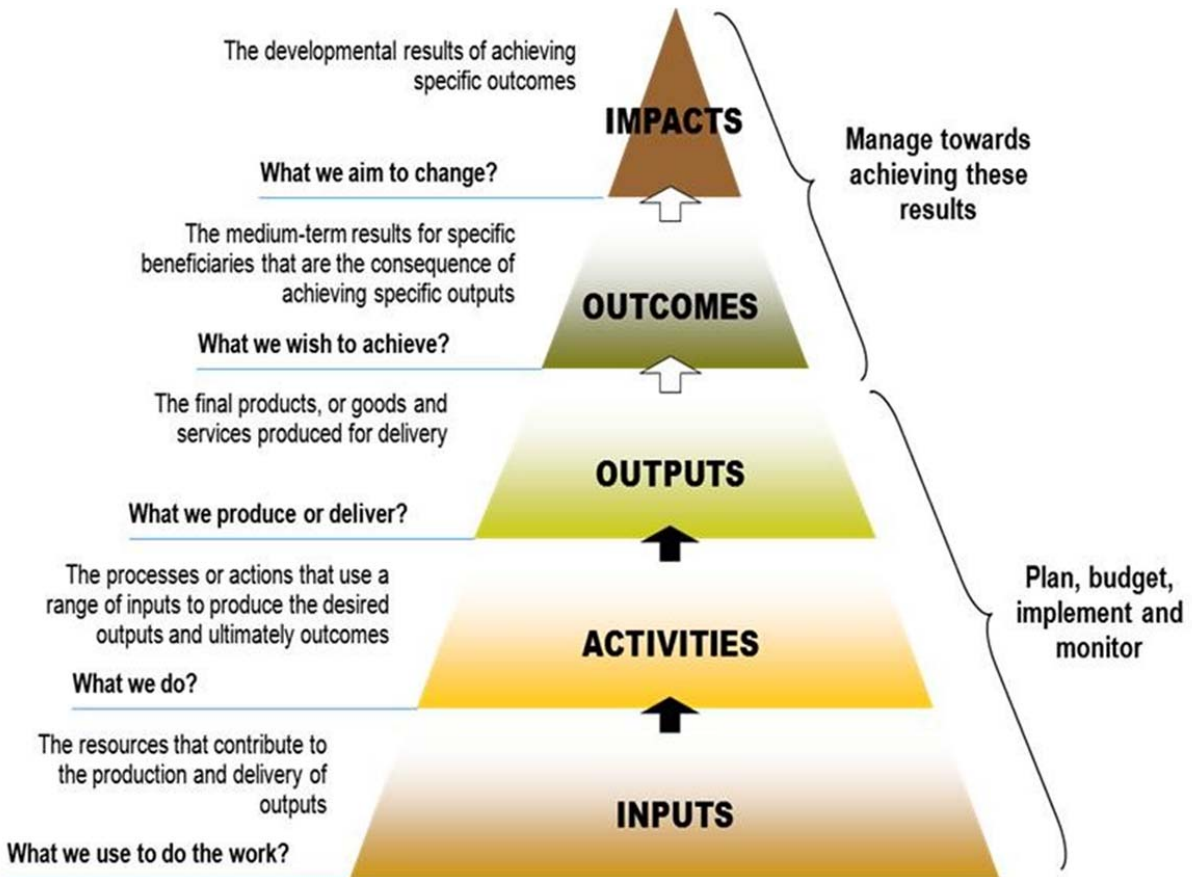 The developmental results of achieving
specific outcomes
IMPACTS
What we aim to change?
Manage towards
achieving these
results
The medium-term results for specific
beneficiaries that are the consequence of
achieving specific outputs
OUTCOMES
What we wish to achieve?
The final products, or goods and
services produced for delivery
OUTPUTS
What we produce or deliver?
The processes or actions that use a
range of inputs to produce the desired
outputs and ultimately outcomes
ACTIVITIES
Plan, budget,
implement and
monitor
What we do?
The resources that contribute to
the production and delivery of
outputs
INPUTS
What we use to do the work?